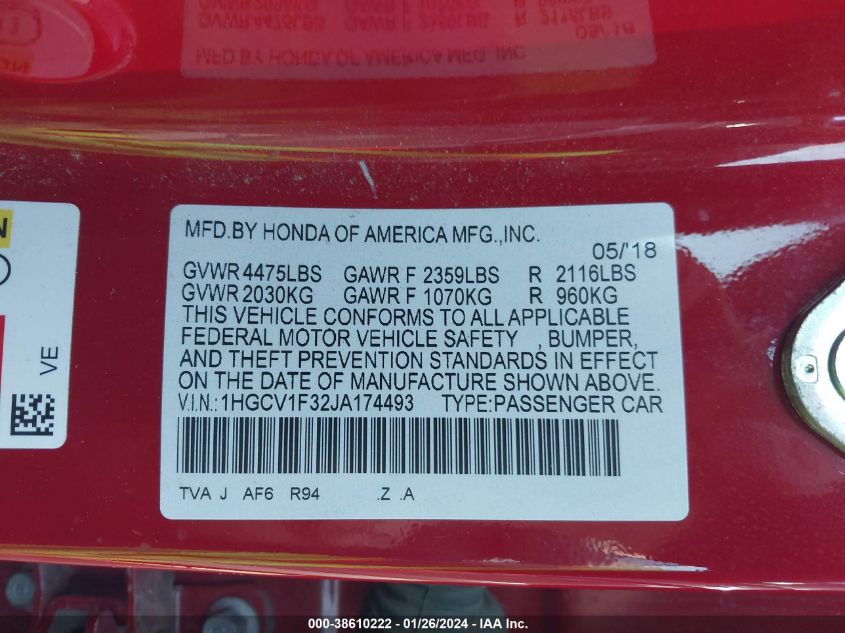 MFD.BY HONDA OF AMERICA MFG.,INC.
05/'18
GVWR 4475LBS GAWR F 2359LBS R 2116LBS
GVWR 2030KG GAWR F 1070KG R 960KG
THIS VEHICLE CONFORMS TO ALL APPLICABLE
FEDERAL MOTOR VEHICLE SAFETY , BUMPER,
AND THEFT PREVENTION STANDARDS IN EFFECT
ON THE DATE OF MANUFACTURE SHOWN ABOVE.
V.I.N.:1HGCV1F32JA174493 TYPE:PASSENGER CAR
TVA J AF6 R94 .Z .A
VE
000-38610222 - 01/26/2024 - IAA Inc.